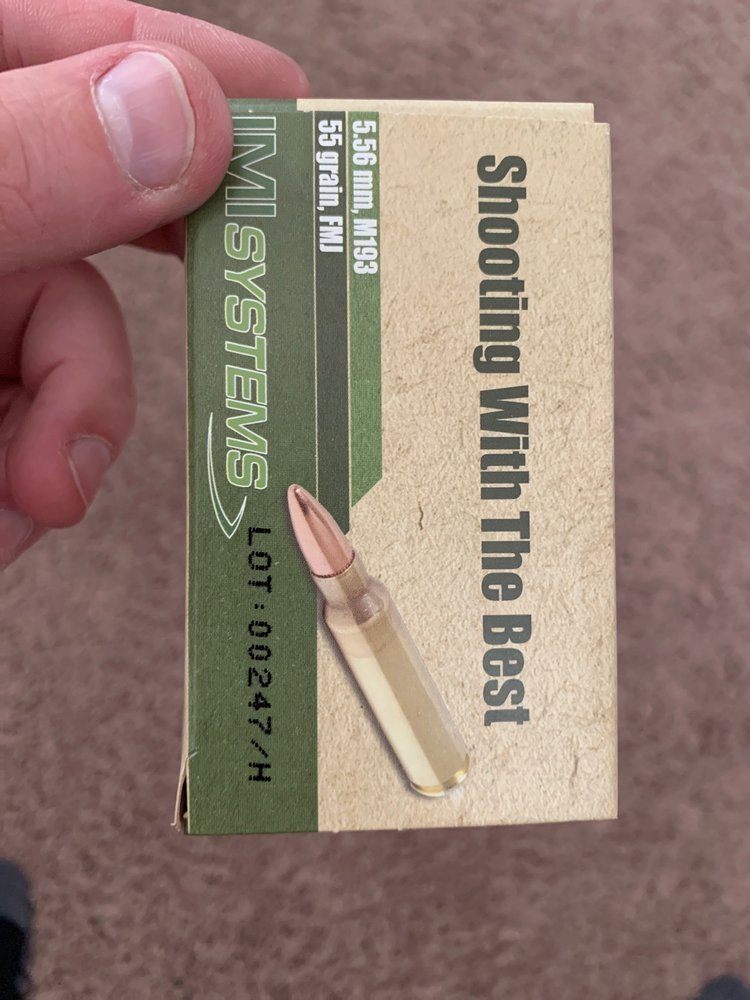 Shooting With The Best
5.56 mm, M193
55 grain, FMJ
IMI SYSTEMS
LOT:00247/H